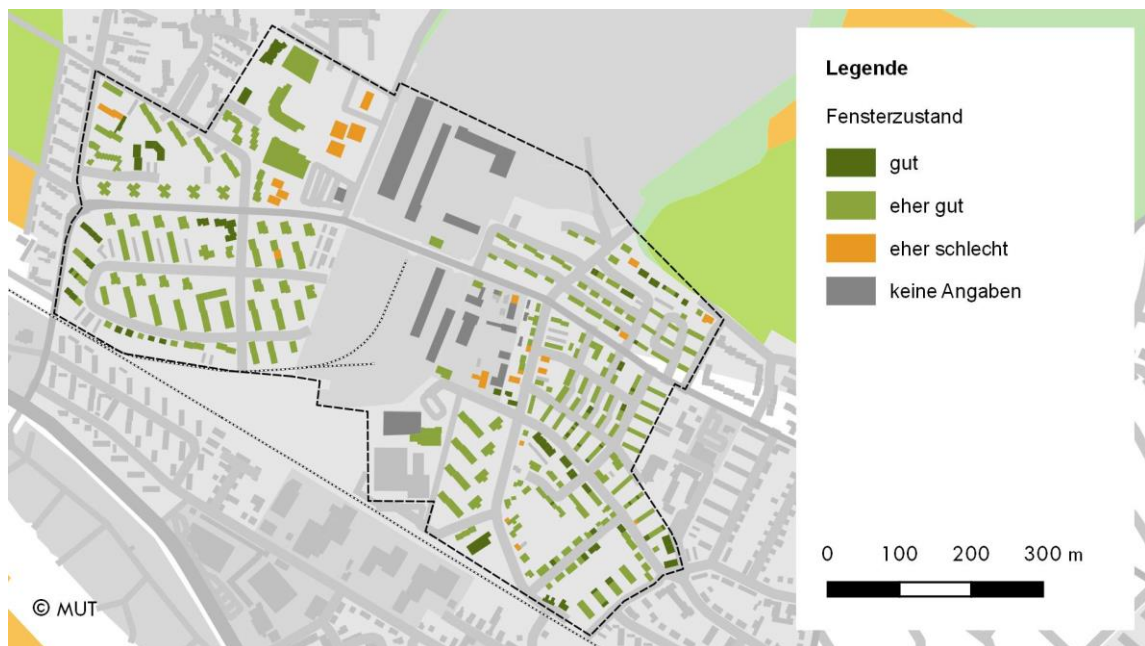 Legende
Fensterzustand
gut
eher gut
eher schlecht
keine Angaben
0 100 200 300 m
© MUT